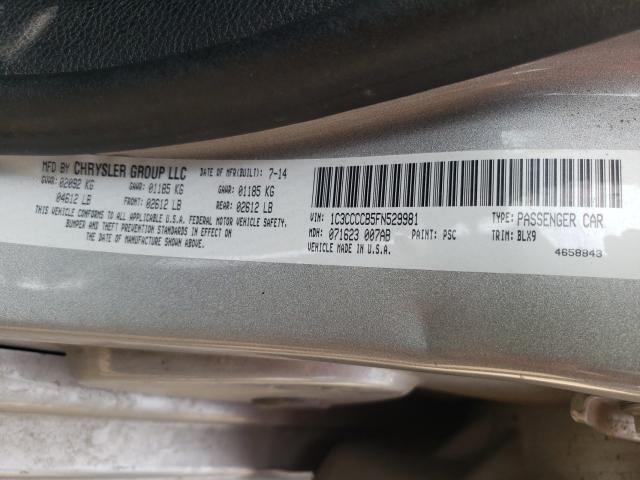 MFD BY CHRYSLER GROUP LLC DATE OF MFR(BUILT): 7-14
GVWR: 02092 KG GAWR: 01185 KG GAWR: 01185 KG
04612 LB FRONT: 02612 LB REAR: 02612 LB
THIS VEHICLE CONFORMS TO ALL APPLICABLE U.S.A. FEDERAL MOTOR VEHICLE SAFETY,
BUMPER AND THEFT PREVENTION STANDARDS IN EFFECT ON
THE DATE OF MANUFACTURE SHOWN ABOVE.
VIN: 1C3CCCCB5FN529981 TYPE: PASSENGER CAR
MDH: 071623 007AB PAINT: PSC TRIM: BLX9
VEHICLE MADE IN U.S.A. 4658843